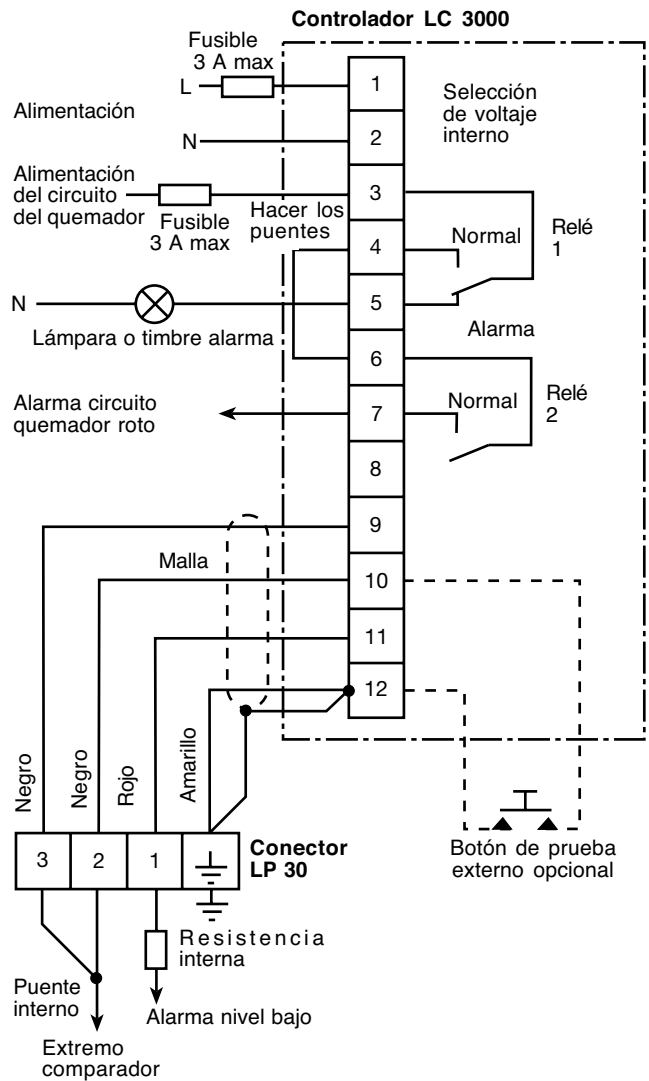 Controlador LC 3000
Fusible
3 A max
L
1
Selección
de voltaje
interno
Alimentación
N
2
Alimentación
del circuito
del quemador
Fusible
3 A max
3
Hacer los
puentes
4
Normal
Relé
1
N
5
Lámpara o timbre alarma
Alarma
6
Alarma circuito
quemador roto
7
Normal
Relé
2
8
9
Malla
10
11
12
Negro
Negro
Rojo
Amarillo
3
2
1
Conector
LP 30
Botón de prueba
externo opcional
Resistencia
interna
Puente
interno
Alarma nivel bajo
Extremo
comparador